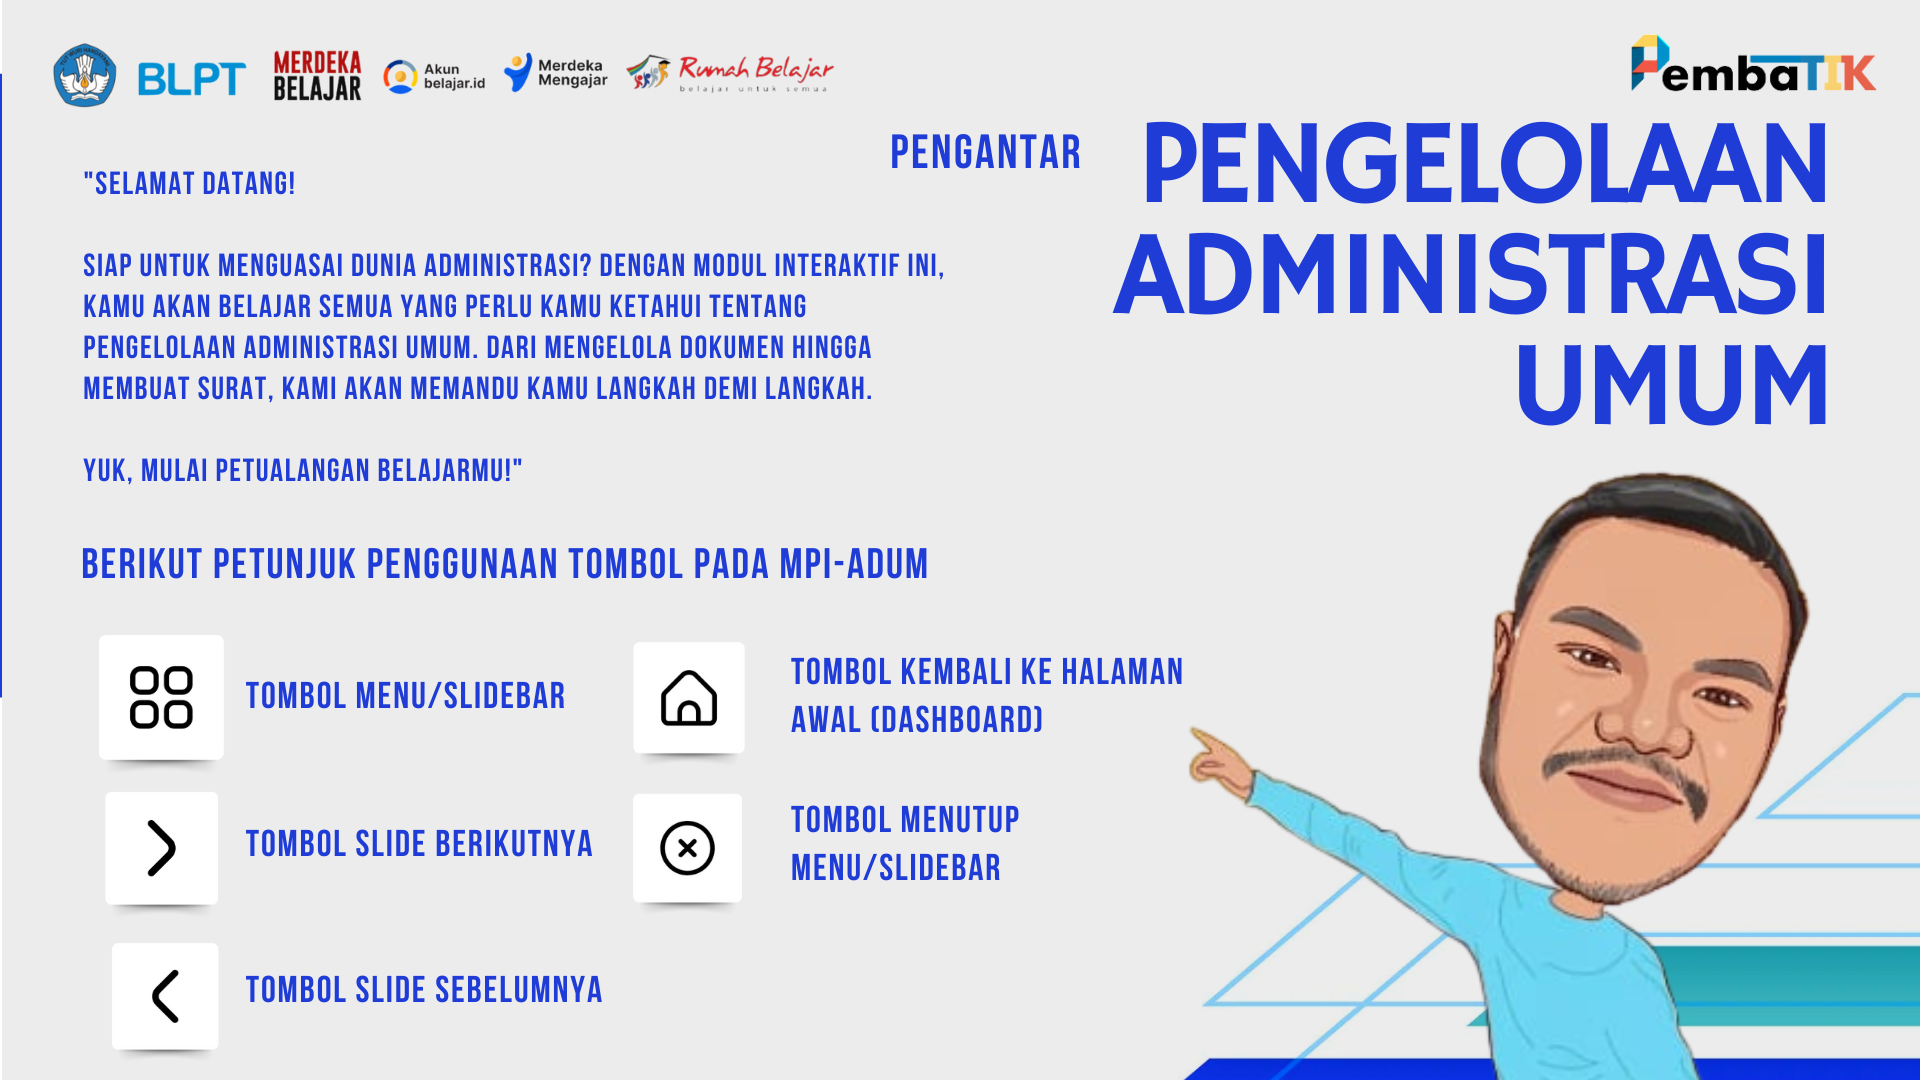 BLPT
MERDEKA
BELAJAR
Akun
belajar.id
Merdeka
Mengajar
Rumah Belajar
belajar untuk semua
PembaTIK
PENGANTAR
PENGELOLAAN
ADMINISTRASI
UMUM
"SELAMAT DATANG!
SIAP UNTUK MENGUASAI DUNIA ADMINISTRASI? DENGAN MODUL INTERAKTIF INI,
KAMU AKAN BELAJAR SEMUA YANG PERLU KAMU KETAHUI TENTANG
PENGELOLAAN ADMINISTRASI UMUM. DARI MENGELOLA DOKUMEN HINGGA
MEMBUAT SURAT, KAMI AKAN MEMANDU KAMU LANGKAH DEMI LANGKAH.
YUK, MULAI PETUALANGAN BELAJARMU!"
BERIKUT PETUNJUK PENGGUNAAN TOMBOL PADA MPI-ADUM
TOMBOL MENU/SLIDEBAR
TOMBOL SLIDE BERIKUTNYA
TOMBOL SLIDE SEBELUMNYA
TOMBOL KEMBALI KE HALAMAN
AWAL (DASHBOARD)
TOMBOL MENUTUP
MENU/SLIDEBAR